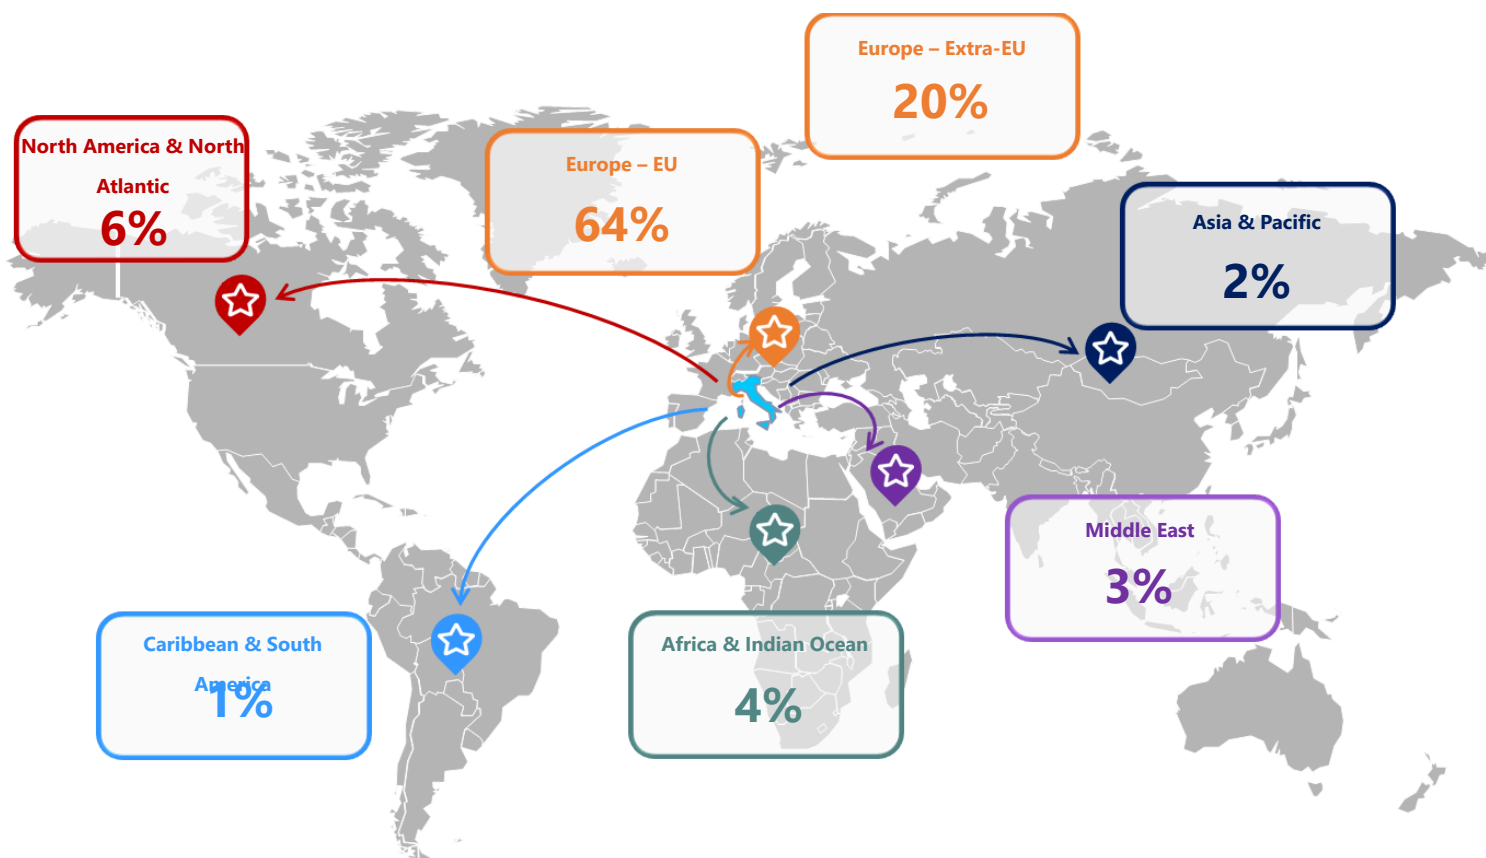 Europe – Extra-EU
20%
North America & North
Atlantic
6%
Europe – EU
64%
Asia & Pacific
2%
Middle East
3%
Caribbean & South
America
1%
Africa & Indian Ocean
4%